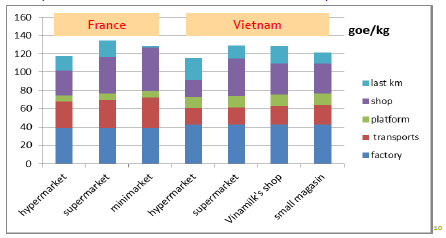 160
140
120
100
80
60
40
20
0
France
Vietnam
goe/kg
last km
shop
platform
transports
factory
hypermarket
supermarket
minimarket
hypermarket
supermarket
Vinamilk's shop
small magasin
10